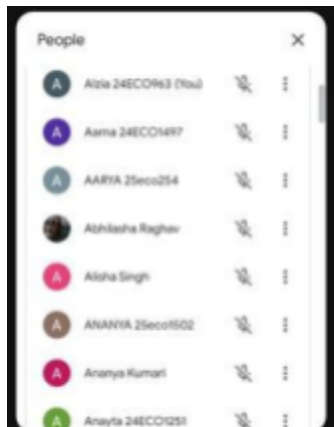 People
A Alzia 24ECO963 (You)
A Aarna 24ECO1497
A AARYA 25eco254
Abhilasha Raghav
A Alisha Singh
A ANANYA 25eco1502
A Ananya Kumari
A Anayta 24ECO1251